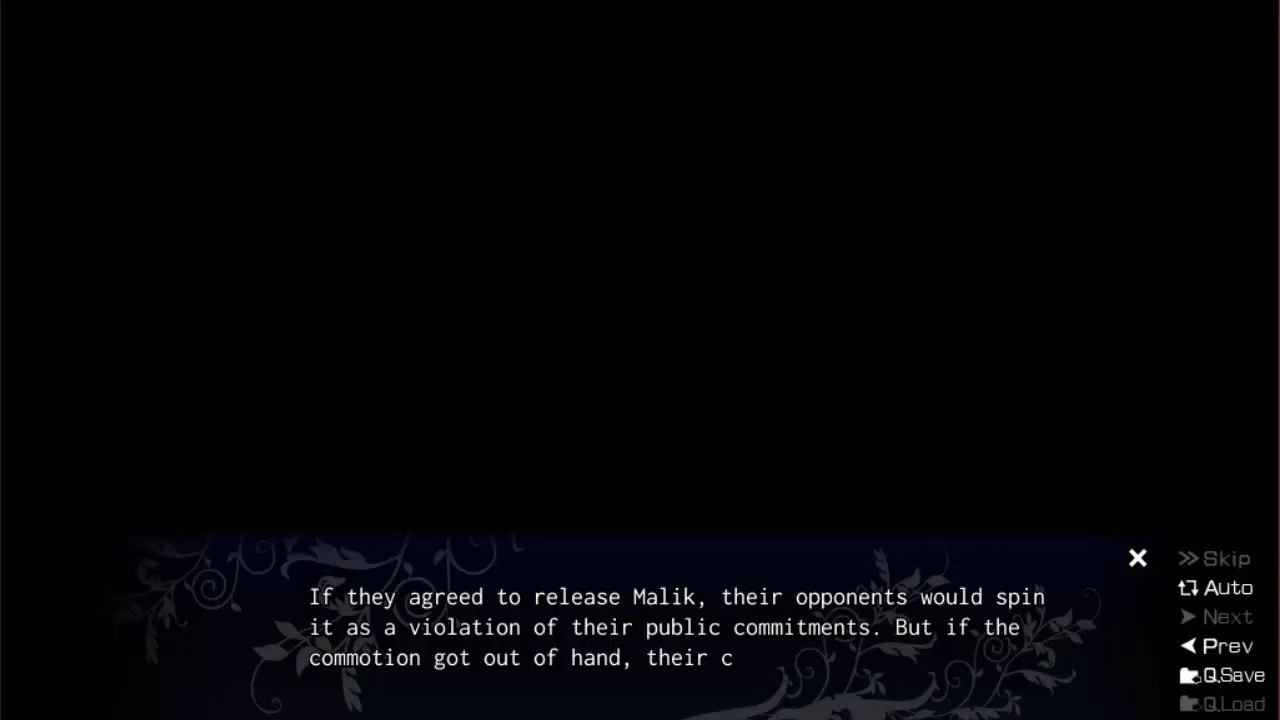 If they agreed to release Malik, their opponents would spin
it as a violation of their public commitments. But if the
commotion got out of hand, their c
Skip
Auto
Next
Prev
Q.Save
Q.Load